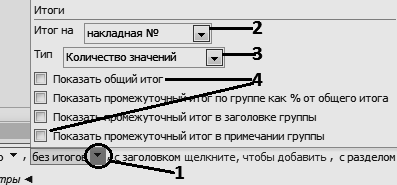 Итоги
Итог на накладная № 2
Тип Количество значений 3
Показать общий итог 4
Показать промежуточный итог по группе как % от общего итога
Показать промежуточный итог в заголовке группы
Показать промежуточный итог в примечании группы
, без итогов , с заголовком щелкните, чтобы добавить , с разделом
тры 1